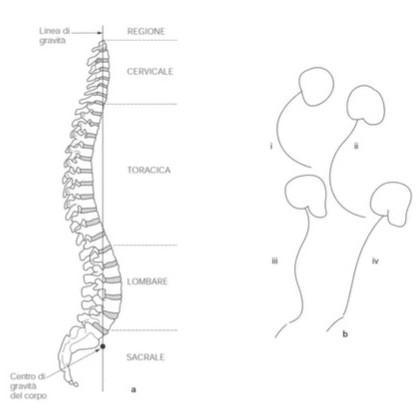 Linea di
gravità
REGIONE
CERVICALE
TORACICA
LOMBARE
SACRALE
Centro di
gravità
del corpo
a
i
ii
iii
iv
b